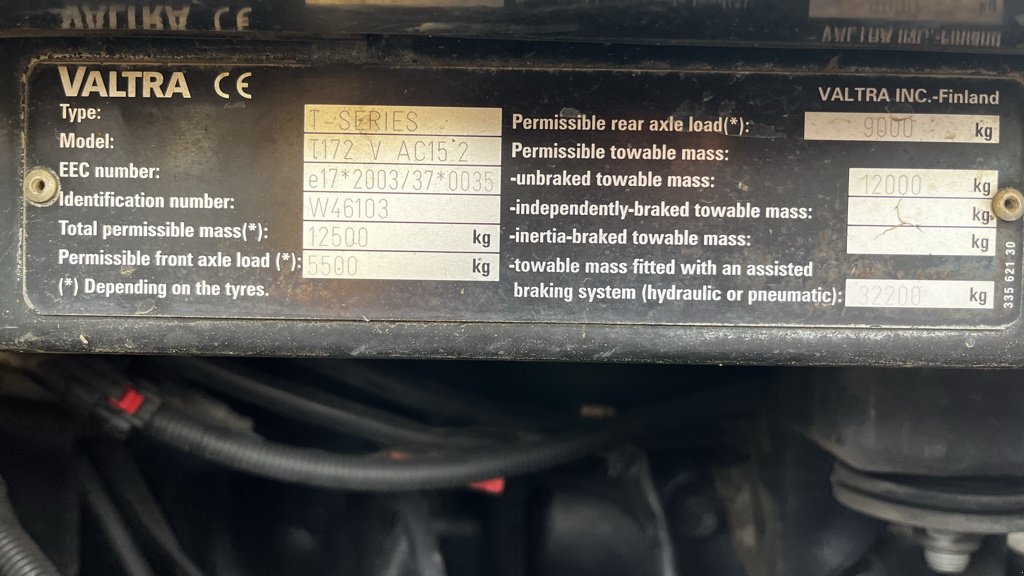 VALTRA CE
VALTRA INC.-Finland
Type: T-SERIES
Model: T172 V AC15.2
EEC number: e17*2003/37*0035
Identification number: W46103
Total permissible mass(*): 12500 kg
Permissible front axle load (*): 5500 kg
(*) Depending on the tyres.
Permissible rear axle load(*): 9000 kg
Permissible towable mass:
-unbraked towable mass: 12000 kg
-independently-braked towable mass: kg
-inertia-braked towable mass: kg
-towable mass fitted with an assisted
braking system (hydraulic or pneumatic): 32200 kg
335 621 30